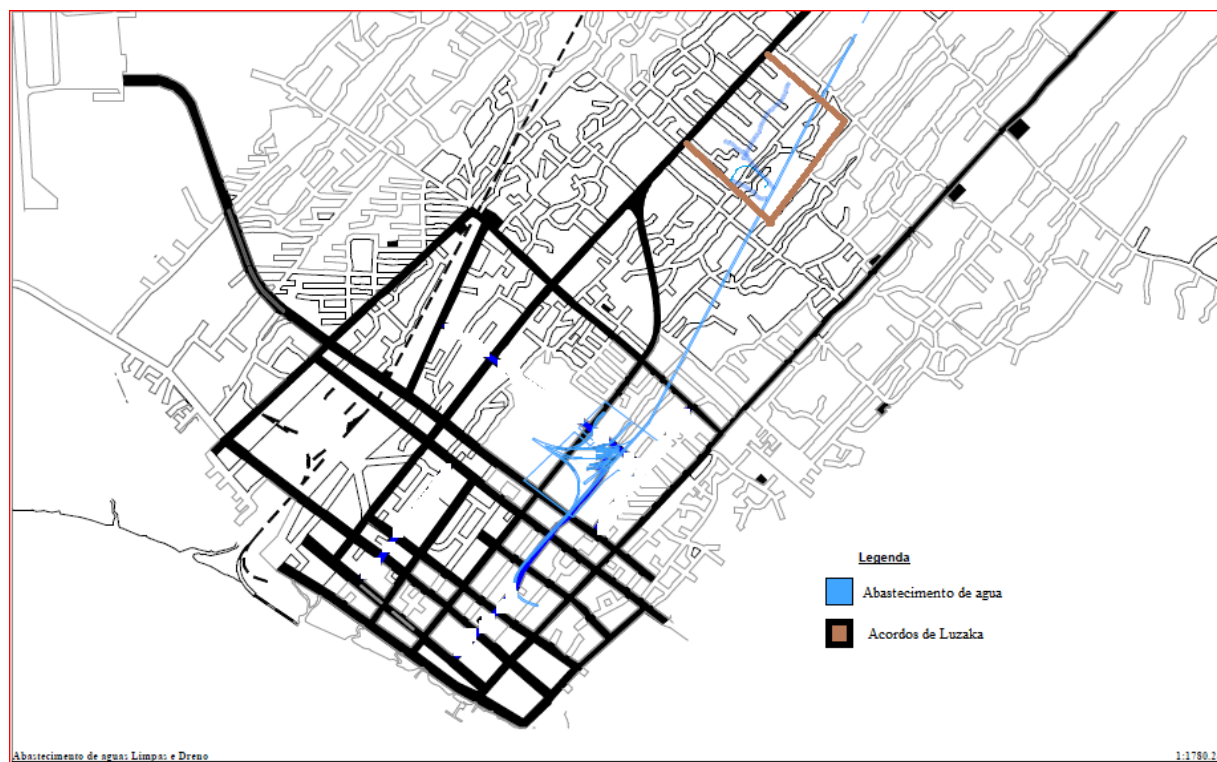 Legenda
Abastecimento de agua
Acordos de Luzaka
Abastecimento de aguas Limpas e Dreno
1:1780.2